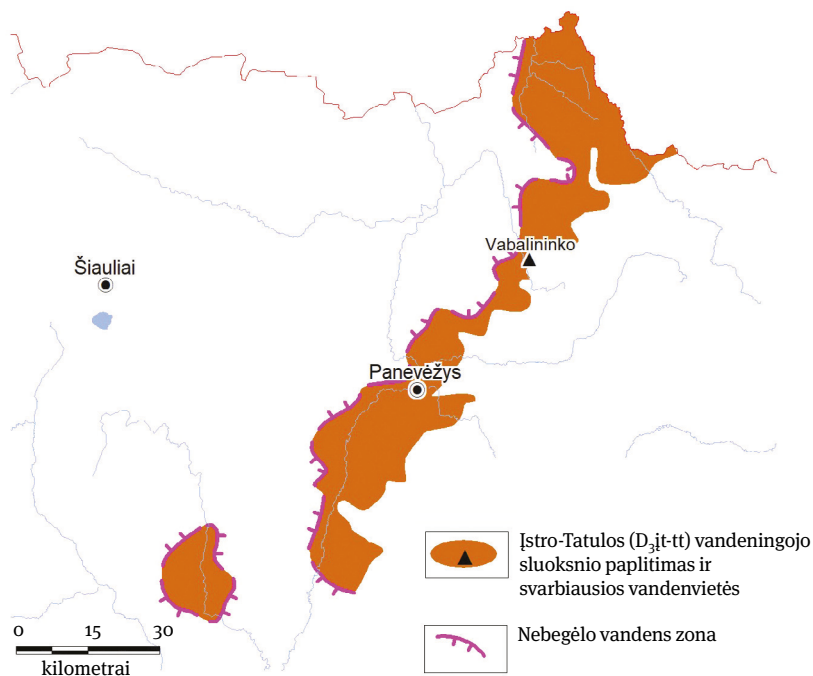 Vabalininko
Šiauliai
Panevėžys
Įstro-Tatulos (D₃įt-tt) vandeningojo
sluoksnio paplitimas ir
svarbiausios vandenvietės
Nebegėlo vandens zona
0 15 30
kilometrai